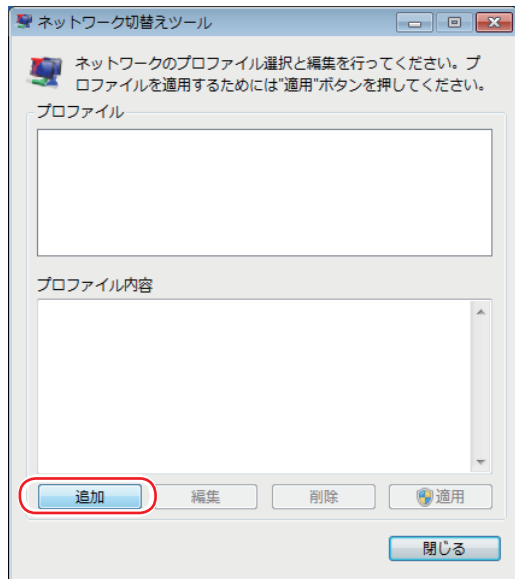 ネットワーク切替えツール
ネットワークのプロファイル選択と編集を行ってください。プ
ロファイルを適用するためには"適用"ボタンを押してください。
プロファイル
プロファイル内容
追加 編集 削除 適用
閉じる